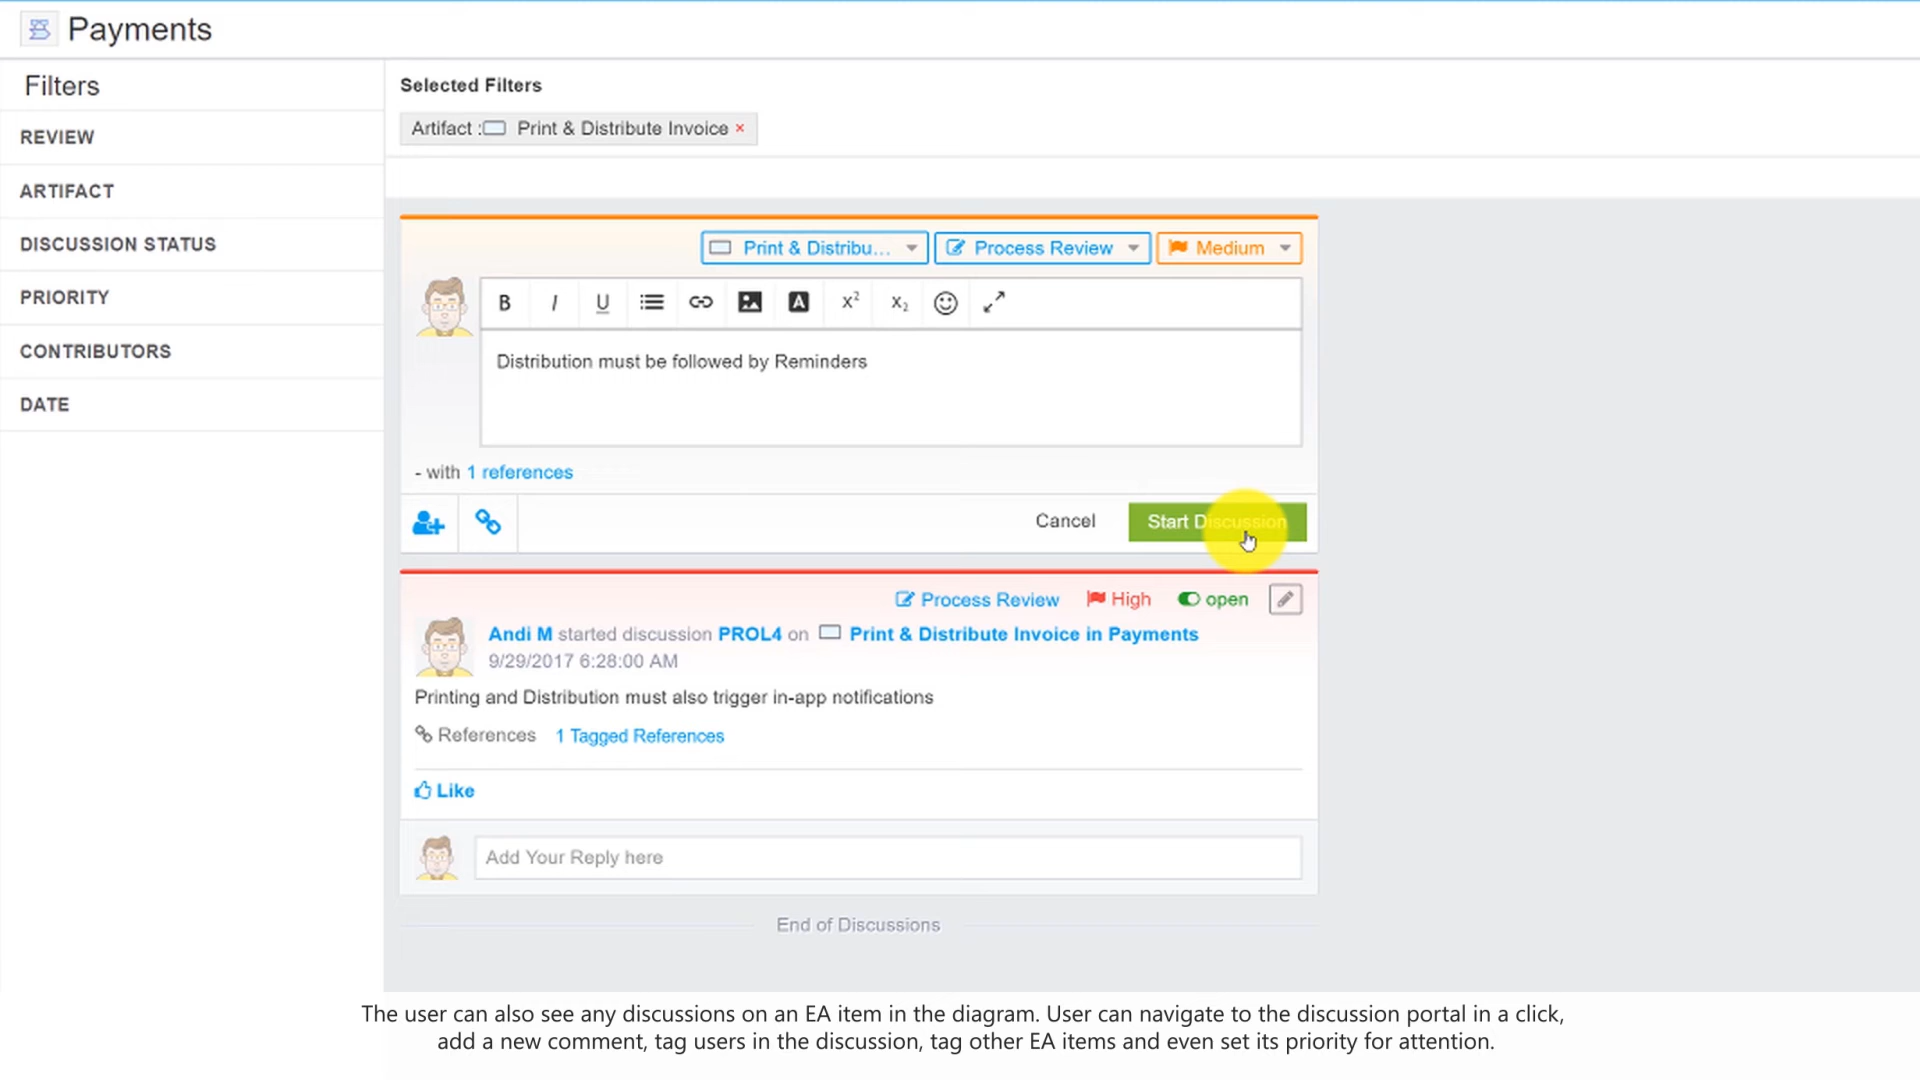 Payments
Filters
REVIEW
ARTIFACT
DISCUSSION STATUS
PRIORITY
CONTRIBUTORS
DATE
Selected Filters
Artifact : Print & Distribute Invoice ×
Print & Distribu... Process Review Medium
B I U A x² x₂
Distribution must be followed by Reminders
- with 1 references
Cancel Start Discussion
Process Review High open
Andi M started discussion PROL4 on Print & Distribute Invoice in Payments
9/29/2017 6:28:00 AM
Printing and Distribution must also trigger in-app notifications
References 1 Tagged References
Like
Add Your Reply here
End of Discussions
The user can also see any discussions on an EA item in the diagram. User can navigate to the discussion portal in a click,
add a new comment, tag users in the discussion, tag other EA items and even set its priority for attention.